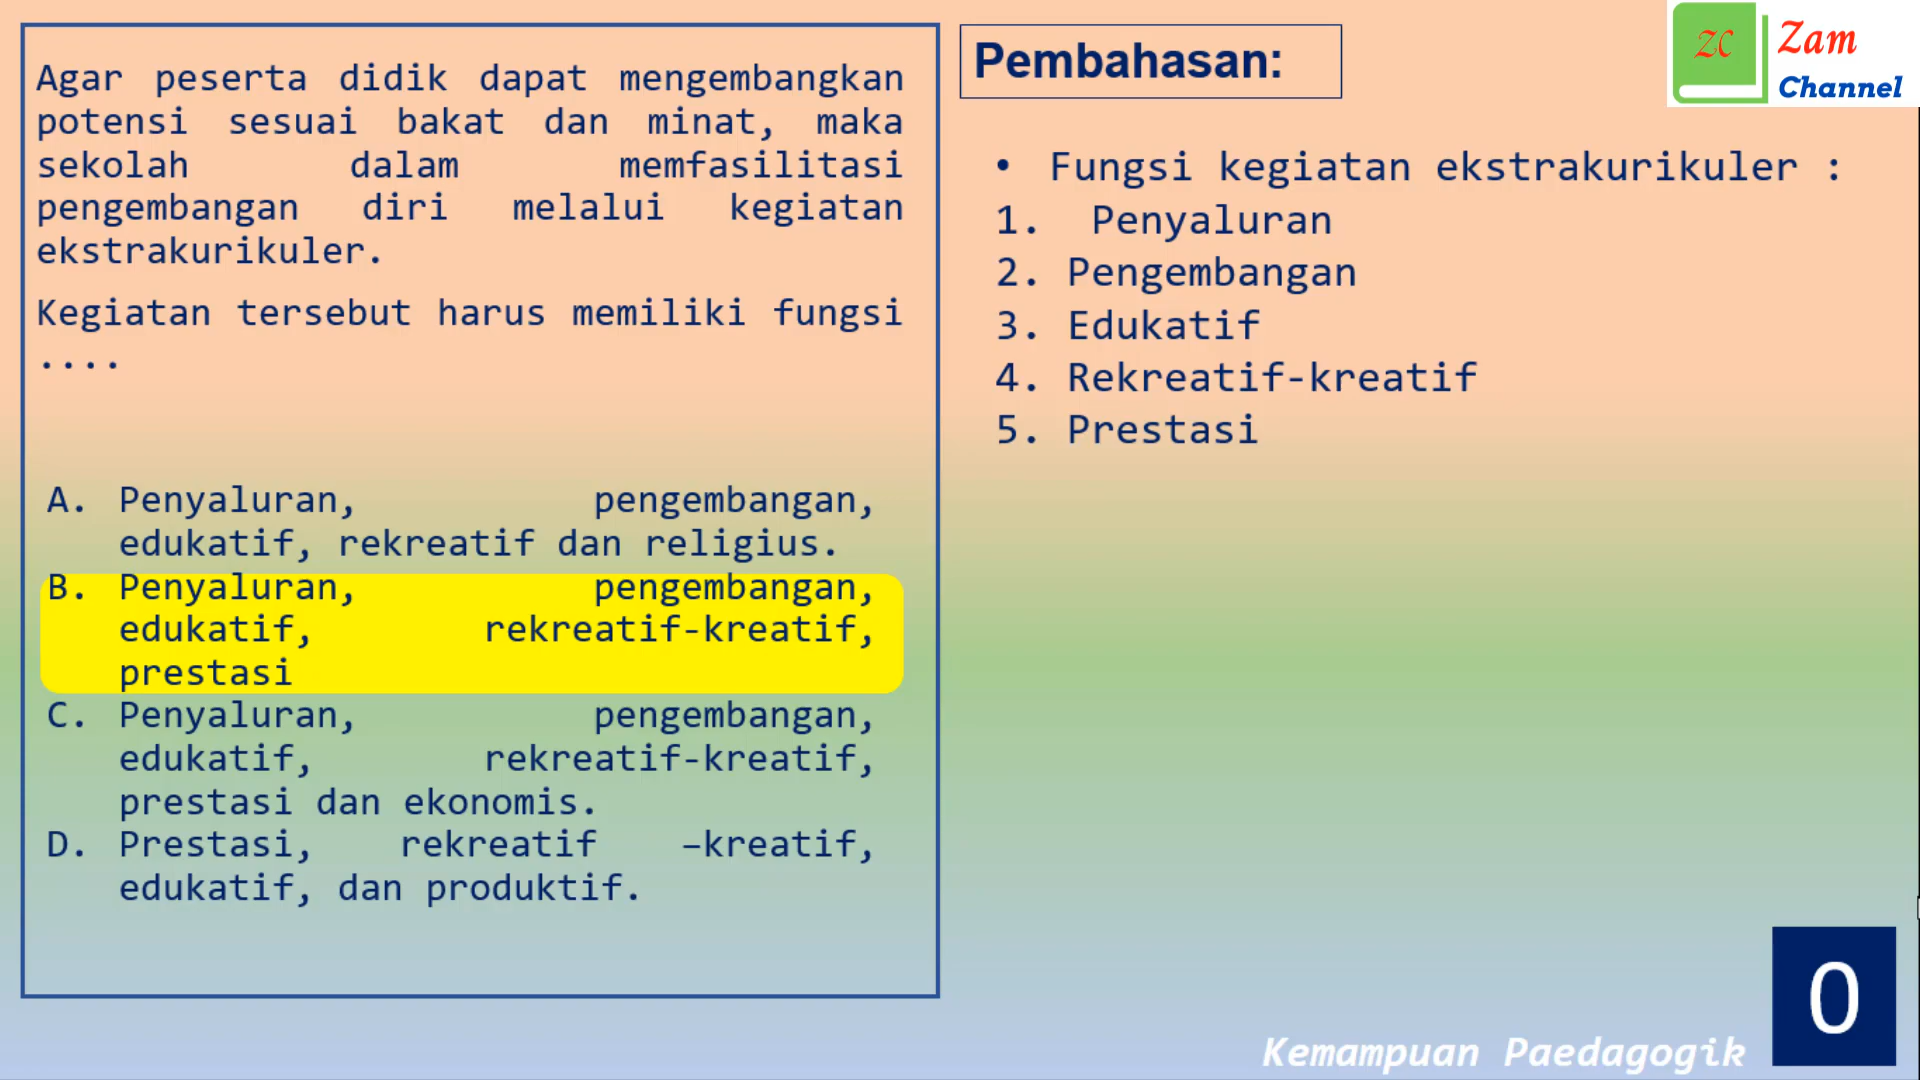 Agar peserta didik dapat mengembangkan
potensi sesuai bakat dan minat, maka
sekolah dalam memfasilitasi
pengembangan diri melalui kegiatan
ekstrakurikuler.
Kegiatan tersebut harus memiliki fungsi
....
A. Penyaluran, pengembangan,
edukatif, rekreatif dan religius.
B. Penyaluran, pengembangan,
edukatif, rekreatif-kreatif,
prestasi
C. Penyaluran, pengembangan,
edukatif, rekreatif-kreatif,
prestasi dan ekonomis.
D. Prestasi, rekreatif –kreatif,
edukatif, dan produktif.
Pembahasan:
• Fungsi kegiatan ekstrakurikuler :
1. Penyaluran
2. Pengembangan
3. Edukatif
4. Rekreatif-kreatif
5. Prestasi
ZC
Zam
Channel
Kemampuan Paedagogik
0